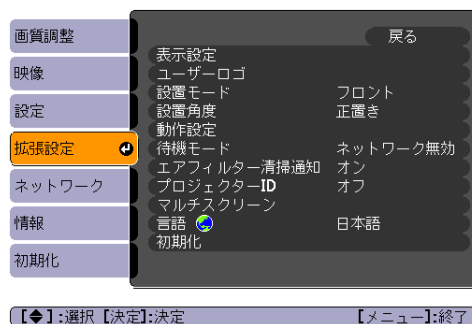 画質調整
映像
設定
拡張設定
ネットワーク
情報
初期化
戻る
表示設定
ユーザーロゴ
設置モード フロント
設置角度 正置き
動作設定
待機モード ネットワーク無効
エアフィルター清掃通知 オン
プロジェクターID オフ
マルチスクリーン
言語 日本語
初期化
【◆】:選択 【決定】:決定 【メニュー】:終了